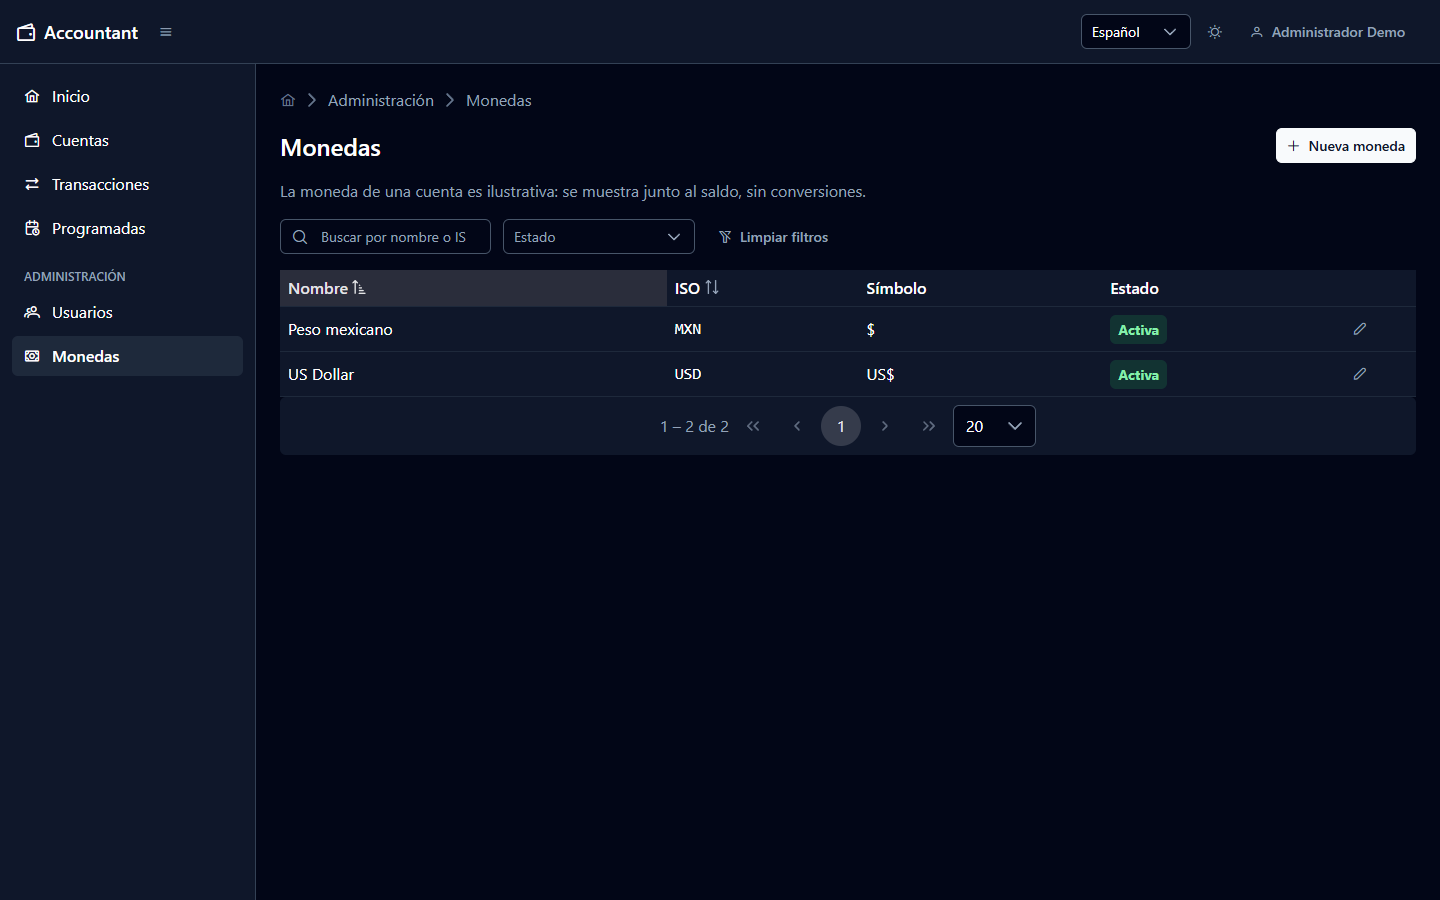 Accountant
Español
Administrador Demo
Inicio
Cuentas
Transacciones
Programadas
ADMINISTRACIÓN
Usuarios
Monedas
Administración
Monedas
Monedas
Nueva moneda
La moneda de una cuenta es ilustrativa: se muestra junto al saldo, sin conversiones.
Buscar por nombre o IS
Estado
Limpiar filtros
Nombre ISO Símbolo Estado
Peso mexicano MXN $ Activa
US Dollar USD US$ Activa
1 – 2 de 2 « ‹ 1 › » 20